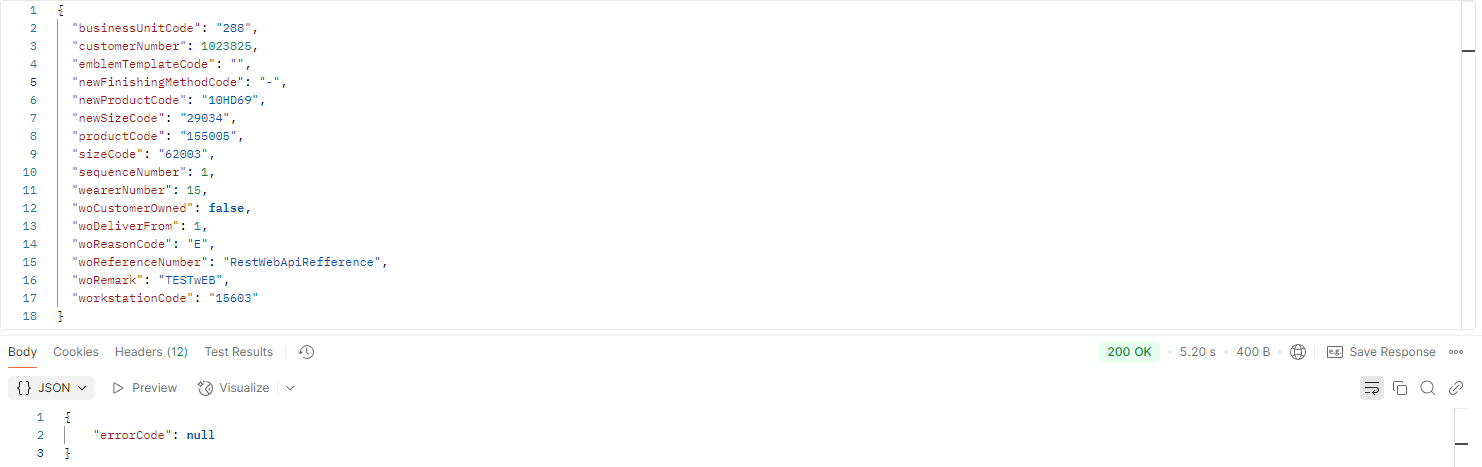 1 {
2 "businessUnitCode": "288",
3 "customerNumber": 1023825,
4 "emblemTemplateCode": "",
5 "newFinishingMethodCode": "-",
6 "newProductCode": "10HD69",
7 "newSizeCode": "29034",
8 "productCode": "155005",
9 "sizeCode": "62003",
10 "sequenceNumber": 1,
11 "wearerNumber": 15,
12 "woCustomerOwned": false,
13 "woDeliverFrom": 1,
14 "woReasonCode": "E",
15 "woReferenceNumber": "RestWebApiRefference",
16 "woRemark": "TESTwEB",
17 "workstationCode": "15603"
18 }
Body Cookies Headers (12) Test Results 200 OK • 5.20 s • 400 B • e.g. Save Response
{} JSON Preview Visualize
1 {
2 "errorCode": null
3 }